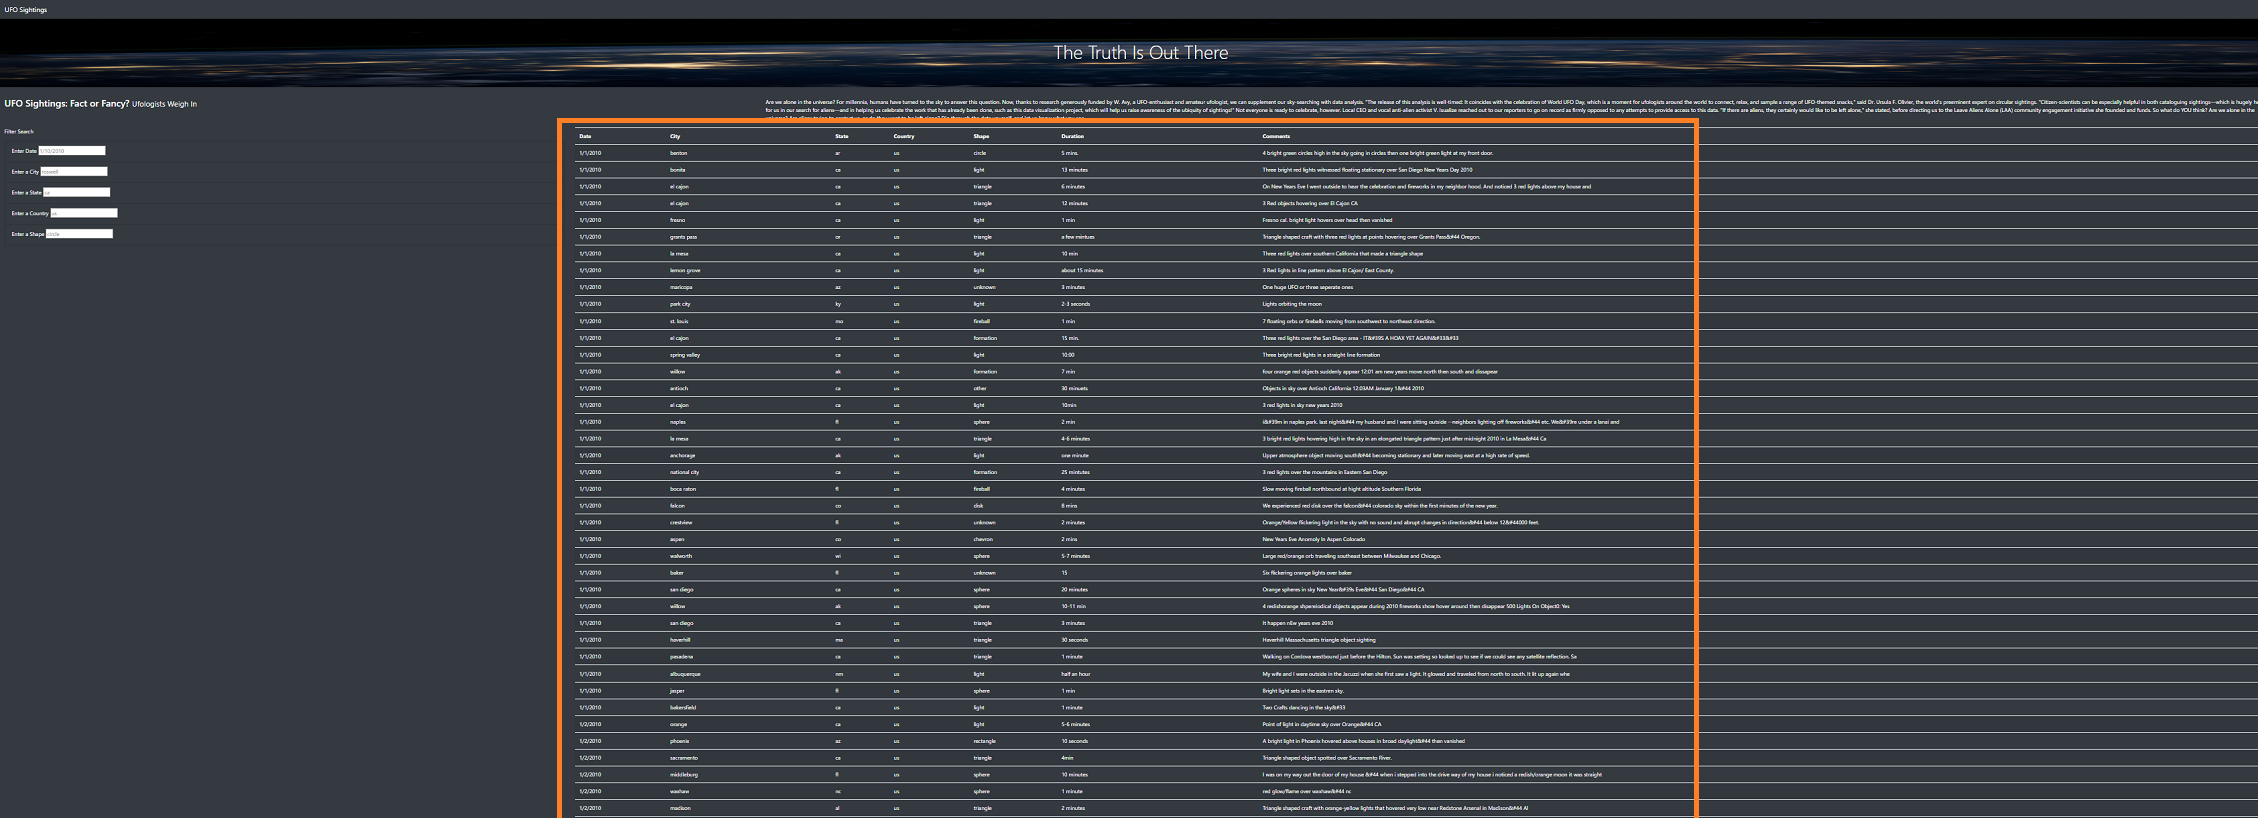 UFO Sightings
The Truth Is Out There
UFO Sightings: Fact or Fancy? Ufologists Weigh In
Are we alone in the universe? For millennia, humans have turned to the sky to answer this question. Now, thanks to research generously funded by W. Avy, a UFO-enthusiast and amateur ufologist, we can supplement our sky-searching with data analysis. "The release of this analysis is well-timed: It coincides with the celebration of World UFO Day, which is a moment for ufologists around the world to connect, relax, and sample a range of UFO-themed snacks," said Dr. Ursula F. Olivier, the world's preeminent expert on circular sightings. "Citizen-scientists can be especially helpful in both cataloguing sightings—which is hugely he
for us in our search for aliens—and in helping us celebrate the work that has already been done, such as this data visualization project, which will help us raise awareness of the ubiquity of sightings!" Not everyone is ready to celebrate, however. Local CEO and vocal anti-alien activist V. Isualize reached out to our reporters to go on record as firmly opposed to any attempts to provide access to this data. "If there are aliens, they certainly would like to be left alone," she stated, before directing us to the Leave Aliens Alone (LAA) community engagement initiative she founded and funds. So what do YOU think? Are we alone in the
Filter Search
Enter Date 1/10/2010
Enter a City roswell
Enter a State ca
Enter a Country us
Enter a Shape circle
Date City State Country Shape Duration Comments
1/1/2010 benton ar us circle 5 mins. 4 bright green circles high in the sky going in circles then one bright green light at my front door.
1/1/2010 bonita ca us light 13 minutes Three bright red lights witnessed floating stationary over San Diego New Years Day 2010
1/1/2010 el cajon ca us triangle 6 minutes On New Years Eve I went outside to hear the celebration and fireworks in my neighbor hood. And noticed 3 red lights above my house and
1/1/2010 el cajon ca us triangle 12 minutes 3 Red objects hovering over El Cajon CA
1/1/2010 fresno ca us light 1 min Fresno cal. bright light hovers over head then vanished
1/1/2010 grants pass or us triangle a few mintues Triangle shaped craft with three red lights at points hovering over Grants Pass&#44 Oregon.
1/1/2010 la mesa ca us light 10 min Three red lights over southern California that made a triangle shape
1/1/2010 lemon grove ca us light about 15 minutes 3 Red lights in line pattern above El Cajon/ East County.
1/1/2010 maricopa az us unknown 3 minutes One huge UFO or three seperate ones
1/1/2010 park city ky us light 2-3 seconds Lights orbiting the moon
1/1/2010 st. louis mo us fireball 1 min 7 floating orbs or fireballs moving from southwest to northeast direction.
1/1/2010 el cajon ca us formation 15 min. Three red lights over the San Diego area - IT&#39S A HOAX YET AGAIN&#33&#33
1/1/2010 spring valley ca us light 10:00 Three bright red lights in a straight line formation
1/1/2010 willow ak us formation 7 min four orange red objects suddenly appear 12:01 am new years move north then south and dissapear
1/1/2010 antioch ca us other 30 minuets Objects in sky over Antioch California 12:03AM January 1&#44 2010
1/1/2010 el cajon ca us light 10min 3 red lights in sky new years 2010
1/1/2010 naples fl us sphere 2 min i&#39m in naples park. last night&#44 my husband and I were sitting outside --neighbors lighting off fireworks&#44 etc. We&#39re under a lanai and
1/1/2010 la mesa ca us triangle 4-6 minutes 3 bright red lights hovering high in the sky in an elongated triangle pattern just after midnight 2010 in La Mesa&#44 Ca
1/1/2010 anchorage ak us light one minute Upper atmosphere object moving south&#44 becoming stationary and later moving east at a high rate of speed.
1/1/2010 national city ca us formation 25 mintutes 3 red lights over the mountains in Eastern San Diego
1/1/2010 boca raton fl us fireball 4 minutes Slow moving fireball northbound at hight altitude Southern Florida
1/1/2010 falcon co us disk 8 mins We experienced red disk over the falcon&#44 colorado sky within the first minutes of the new year.
1/1/2010 crestview fl us unknown 2 minutes Orange/Yellow flickering light in the sky with no sound and abrupt changes in direction&#44 below 12&#44000 feet.
1/1/2010 aspen co us chevron 2 mins New Years Eve Anomoly In Aspen Colorado
1/1/2010 walworth wi us sphere 5-7 minutes Large red/orange orb traveling southeast between Milwaukee and Chicago.
1/1/2010 baker fl us unknown 15 Six flickering orange lights over baker
1/1/2010 san diego ca us sphere 20 minutes Orange spheres in sky New Year&#39s Eve&#44 San Diego&#44 CA
1/1/2010 willow ak us sphere 10-11 min 4 redishorange shpereiodical objects appear during 2010 fireworks show hover around then disappear 500 Lights On Object0: Yes
1/1/2010 san diego ca us triangle 3 minutes It happen n8w years eve 2010
1/1/2010 haverhill ma us triangle 30 seconds Haverhill Massachusetts triangle object sighting
1/1/2010 pasadena ca us triangle 1 minute Walking on Cordova westbound just before the Hilton. Sun was setting so looked up to see if we could see any satellite reflection. Sa
1/1/2010 albuquerque nm us light half an hour My wife and I were outside in the Jacuzzi when she first saw a light. It glowed and traveled from north to south. It lit up again whe
1/1/2010 jasper fl us sphere 1 min Bright light sets in the eastren sky.
1/1/2010 bakersfield ca us light 1 minute Two Crafts dancing in the sky&#33
1/2/2010 orange ca us light 5-6 minutes Point of light in daytime sky over Orange&#44 CA
1/2/2010 phoenix az us rectangle 10 seconds A bright light in Phoenix hovered above houses in broad daylight&#44 then vanished
1/2/2010 sacramento ca us triangle 4min Triangle shaped object spotted over Sacramento River.
1/2/2010 middleburg fl us sphere 10 minutes I was on my way out the door of my house &#44 when i stepped into the drive way of my house i noticed a redish/orange moon it was straight
1/2/2010 waxhaw nc us sphere 1 minute red glow/flame over waxhaw&#44 nc
1/2/2010 madison al us triangle 2 minutes Triangle shaped craft with orange-yellow lights that hovered very low near Redstone Arsenal in Madison&#44 Al